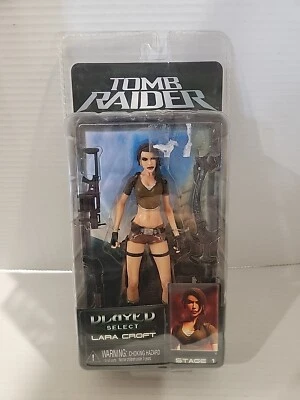 TOMB
RAIDER
PLAYER
SELECT
LARA CROFT
WARNING:
CHOKING HAZARD
STAGE 1